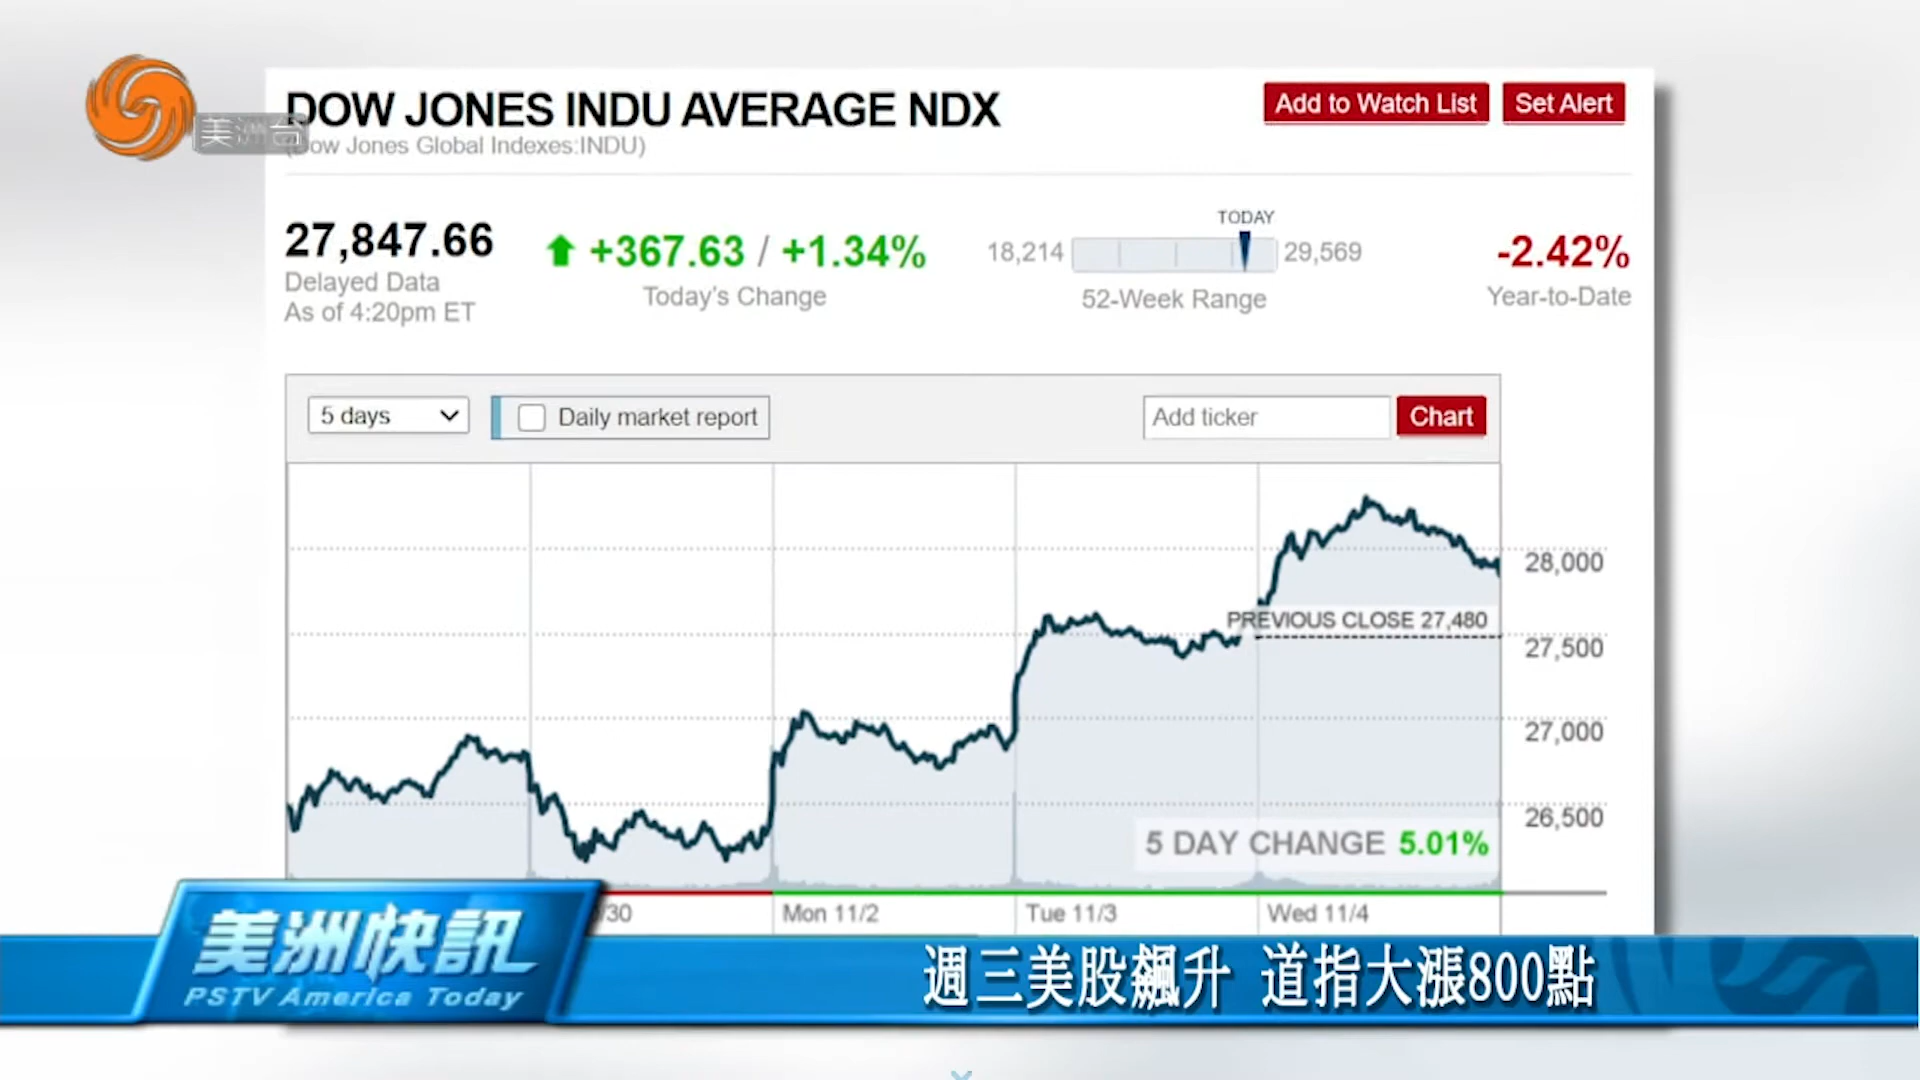 DOW JONES INDU AVERAGE NDX
(Dow Jones Global Indexes:INDU)
美洲台
Add to Watch List
Set Alert
27,847.66
Delayed Data
As of 4:20pm ET
+367.63 / +1.34%
Today's Change
TODAY
18,214
29,569
52-Week Range
-2.42%
Year-to-Date
5 days
Daily market report
Add ticker
Chart
28,000
PREVIOUS CLOSE 27,480
27,500
27,000
26,500
5 DAY CHANGE 5.01%
/30
Mon 11/2
Tue 11/3
Wed 11/4
美洲快訊
PSTV America Today
週三美股飆升 道指大漲800點